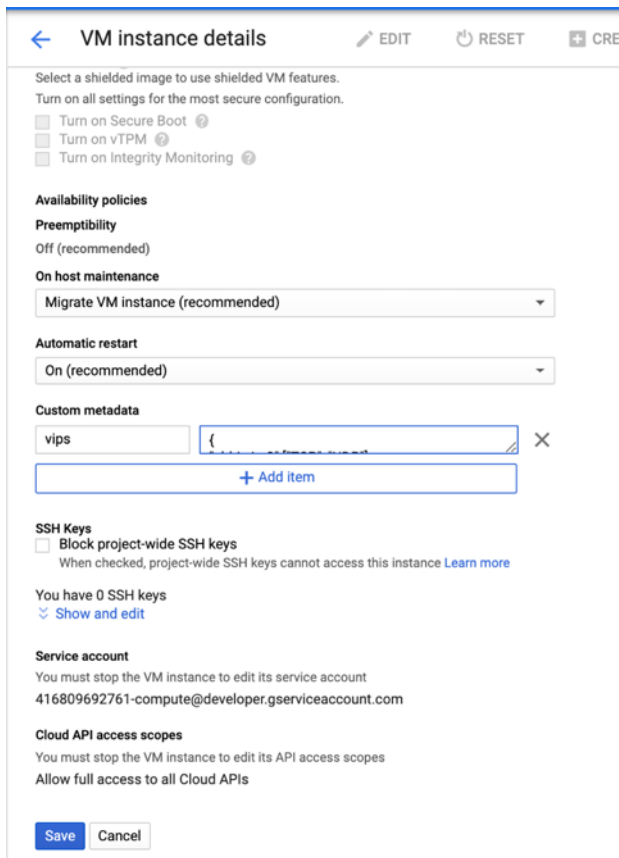 VM instance details EDIT RESET CRE
Select a shielded image to use shielded VM features.
Turn on all settings for the most secure configuration.
Turn on Secure Boot
Turn on vTPM
Turn on Integrity Monitoring
Availability policies
Preemptibility
Off (recommended)
On host maintenance
Migrate VM instance (recommended)
Automatic restart
On (recommended)
Custom metadata
vips {
+ Add item
SSH Keys
Block project-wide SSH keys
When checked, project-wide SSH keys cannot access this instance Learn more
You have 0 SSH keys
Show and edit
Service account
You must stop the VM instance to edit its service account
416809692761-compute@developer.gserviceaccount.com
Cloud API access scopes
You must stop the VM instance to edit its API access scopes
Allow full access to all Cloud APIs
Save Cancel